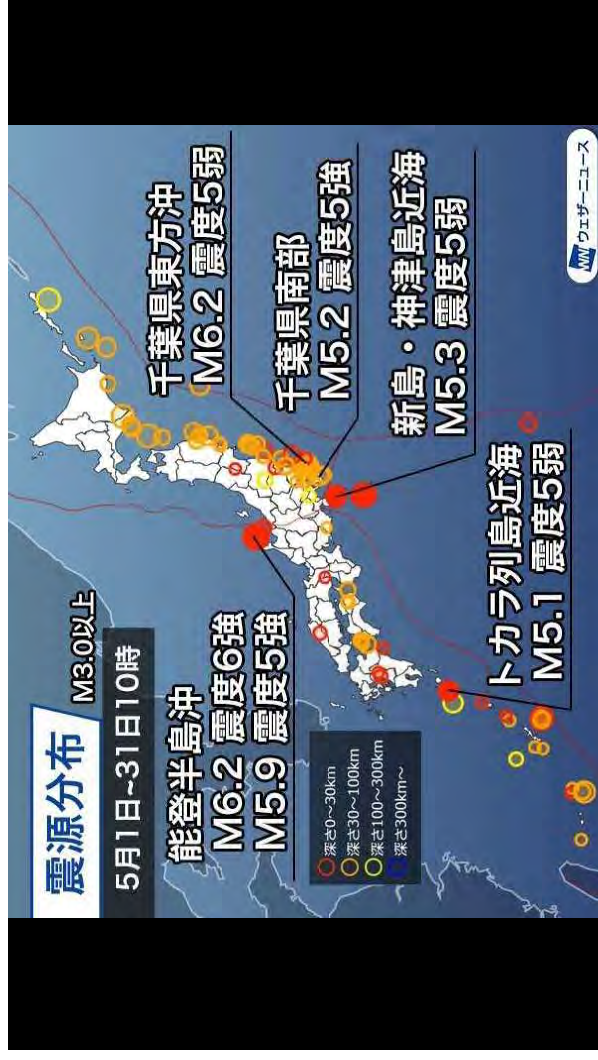 震源分布
M3.0以上
5月1日~31日10時
能登半島沖
M6.2 震度6強
M5.9 震度5強
千葉県東方沖
M6.2 震度5弱
千葉県南部
M5.2 震度5強
新島・神津島近海
M5.3 震度5弱
トカラ列島近海
M5.1 震度5弱
深さ0~30km
深さ30~100km
深さ100~300km
深さ300km~
WN ウェザーニュース